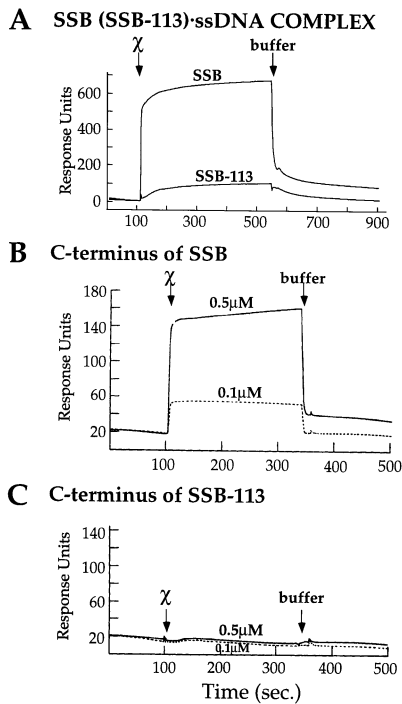 A SSB (SSB-113)·ssDNA COMPLEX
χ buffer
Response Units
600
400
200
0
SSB
SSB-113
100 300 500 700 900
B C-terminus of SSB
χ buffer
Response Units
180
140
100
60
20
0.5μM
0.1μM
100 200 300 400 500
C C-terminus of SSB-113
Response Units
140
100
60
20
χ buffer
0.5μM
0.1μM
100 200 300 400 500
Time (sec.)